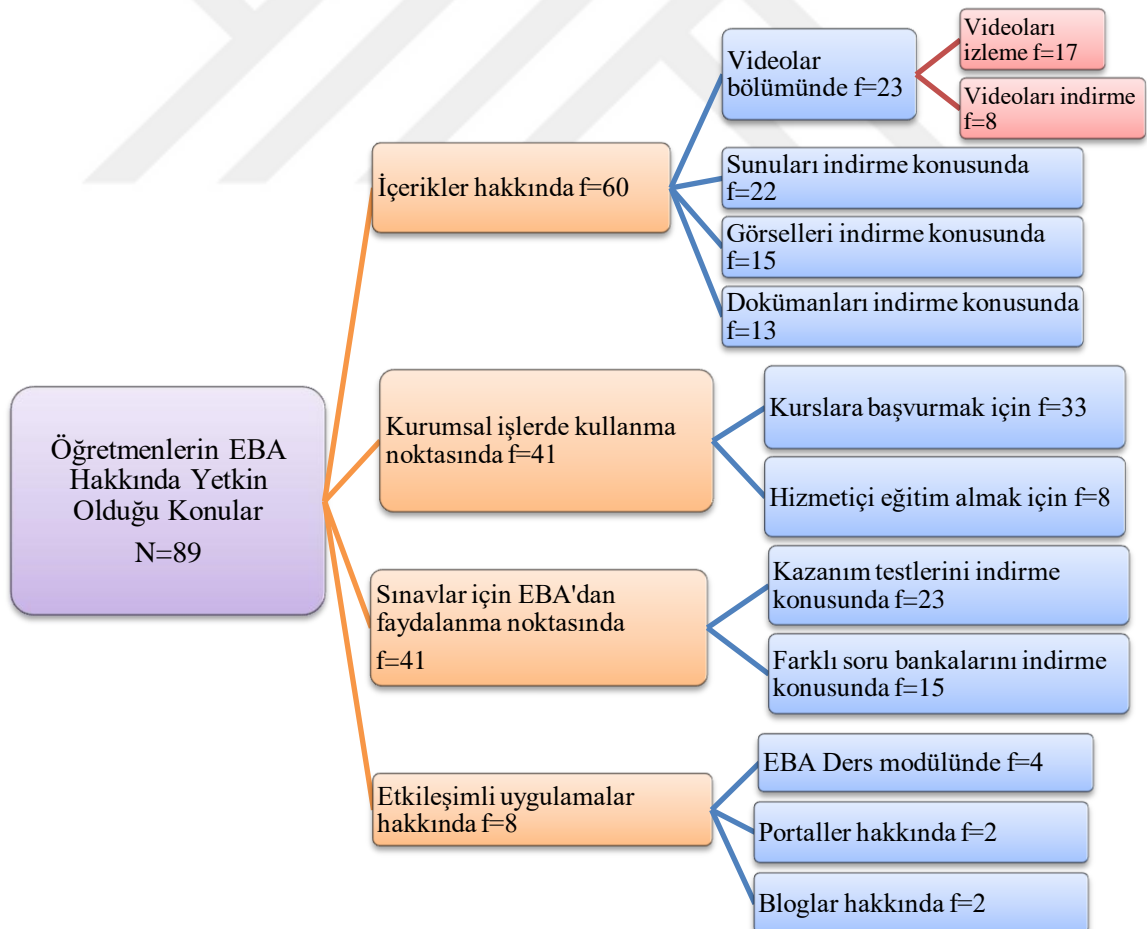 Öğretmenlerin EBA
Hakkında Yetkin
Olduğu Konular
N=89
İçerikler hakkında f=60
Videolar
bölümünde f=23
Videoları
izleme f=17
Videoları indirme
f=8
Sunuları indirme konusunda
f=22
Görselleri indirme konusunda
f=15
Dokümanları indirme konusunda
f=13
Kurumsal işlerde kullanma
noktasında f=41
Kurslara başvurmak için f=33
Hizmetiçi eğitim almak için f=8
Sınavlar için EBA'dan
faydalanma noktasında
f=41
Kazanım testlerini indirme
konusunda f=23
Farklı soru bankalarını indirme
konusunda f=15
Etkileşimli uygulamalar
hakkında f=8
EBA Ders modülünde f=4
Portaller hakkında f=2
Bloglar hakkında f=2